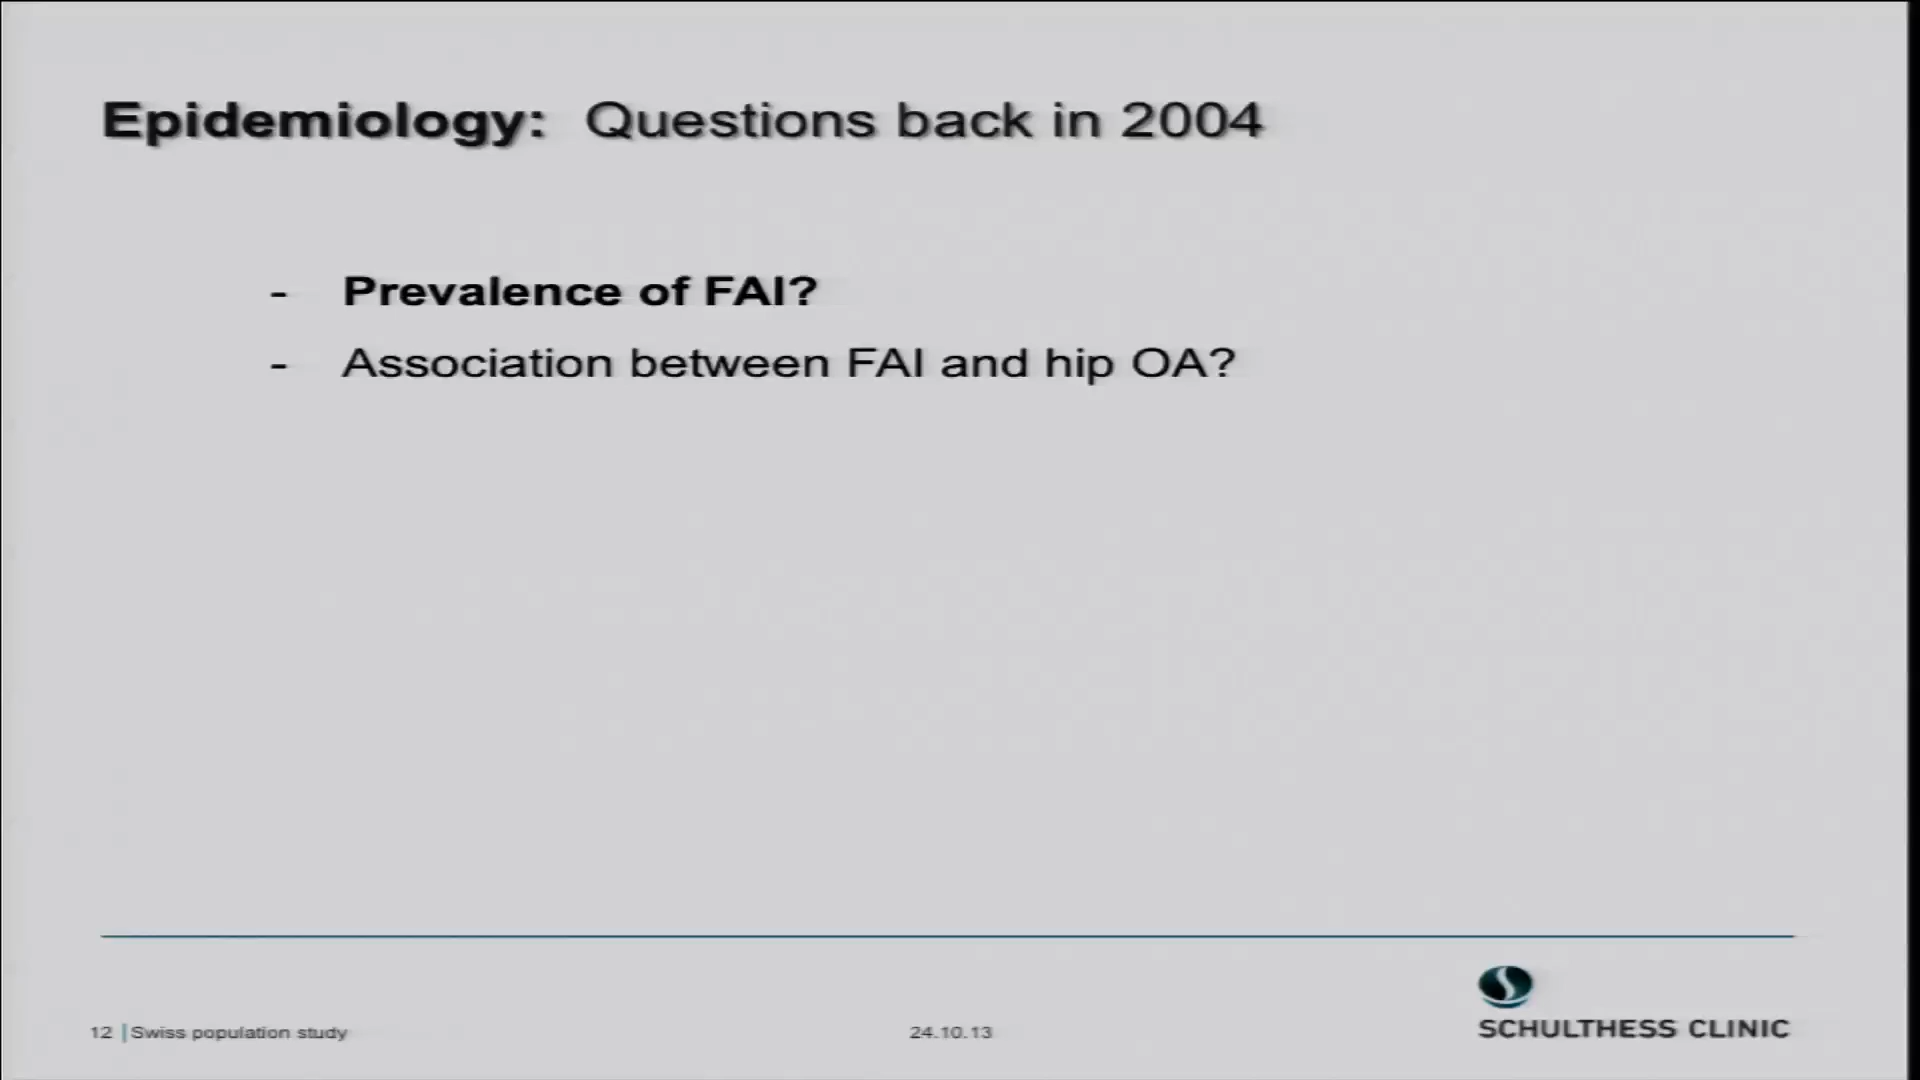 Epidemiology: Questions back in 2004
- Prevalence of FAI?
- Association between FAI and hip OA?
12 | Swiss population study
24.10.13
SCHULTHESS CLINIC